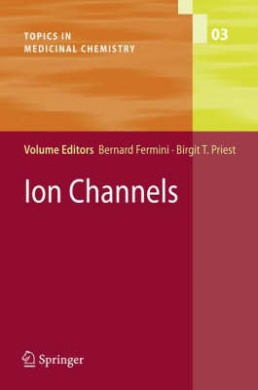 TOPICS IN
MEDICINAL CHEMISTRY
03
Volume Editors Bernard Fermini · Birgit T. Priest
Ion Channels
Springer